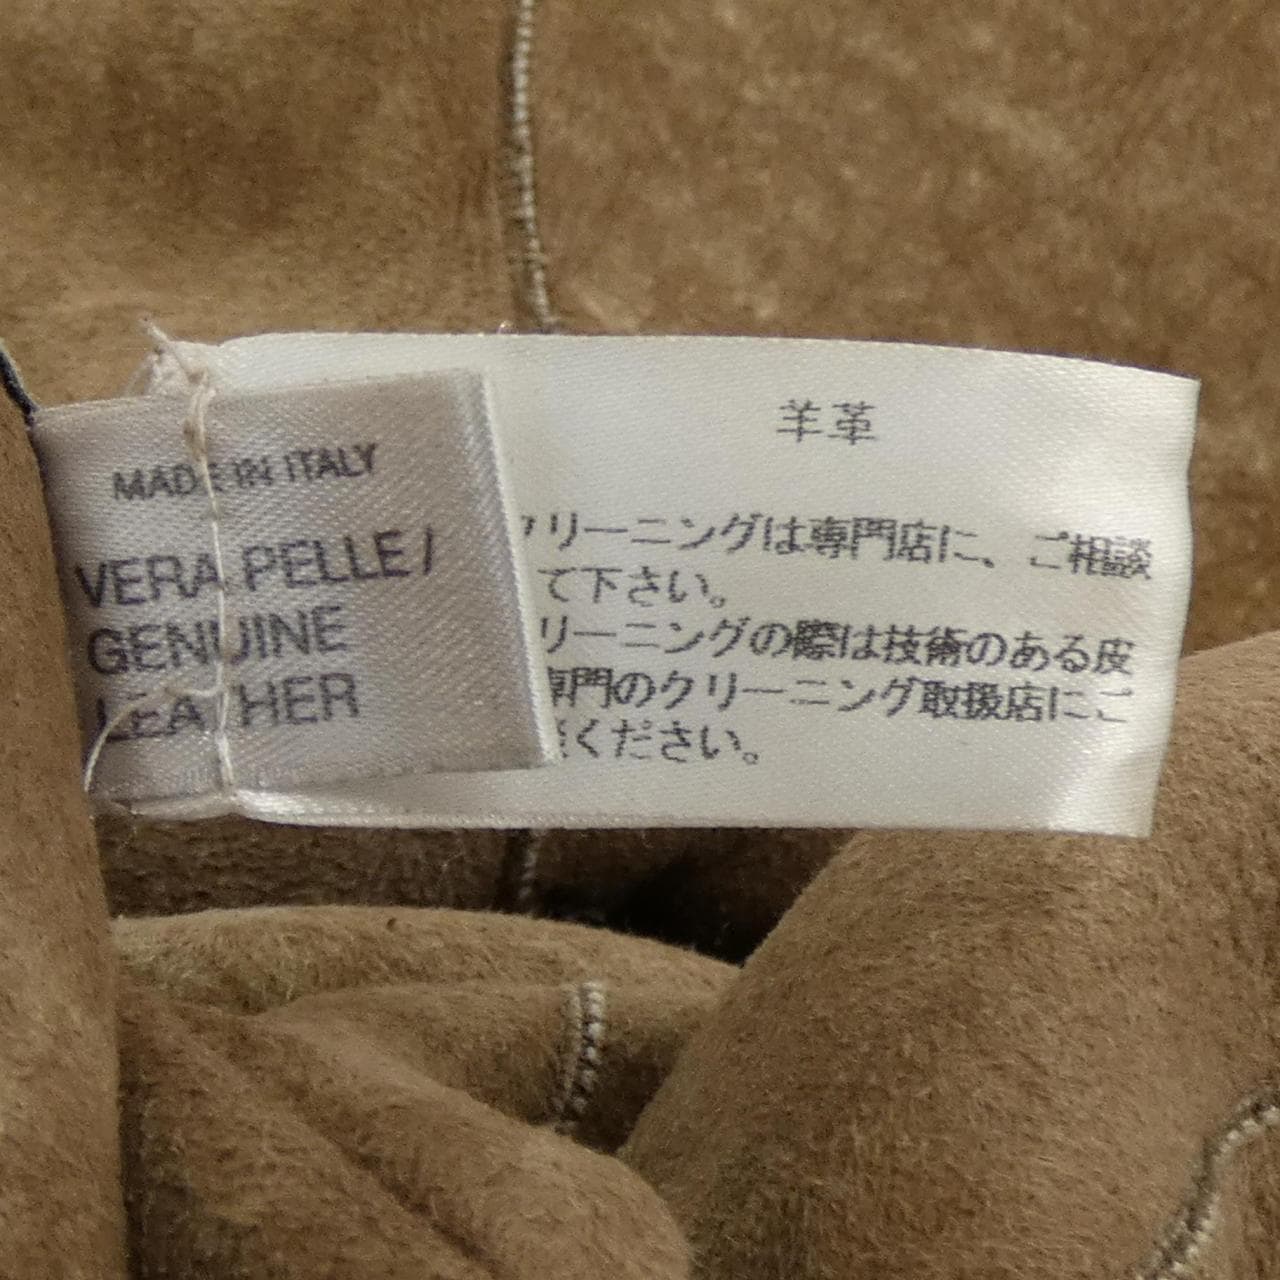 MADE IN ITALY
VERA PELLE /
GENUINE
LEATHER
羊革
クリーニングは専門店に、ご相談
て下さい。
リーニングの際は技術のある皮
専門のクリーニング取扱店にご
ください。